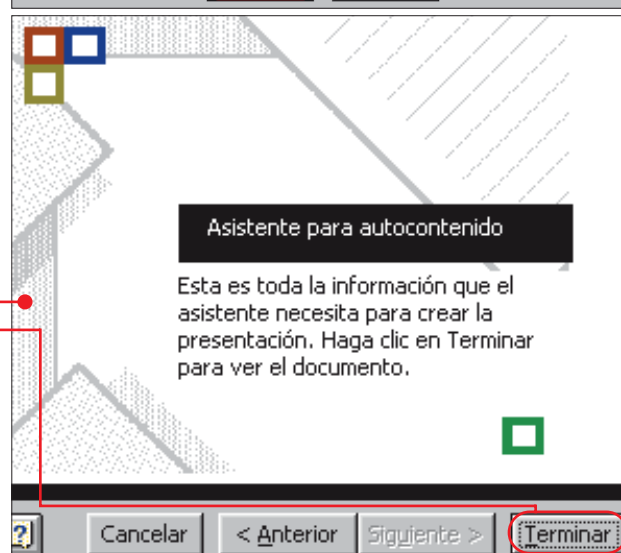 Asistente para autocontenido
Esta es toda la información que el
asistente necesita para crear la
presentación. Haga clic en Terminar
para ver el documento.
?
Cancelar
< Anterior
Siguiente >
Terminar